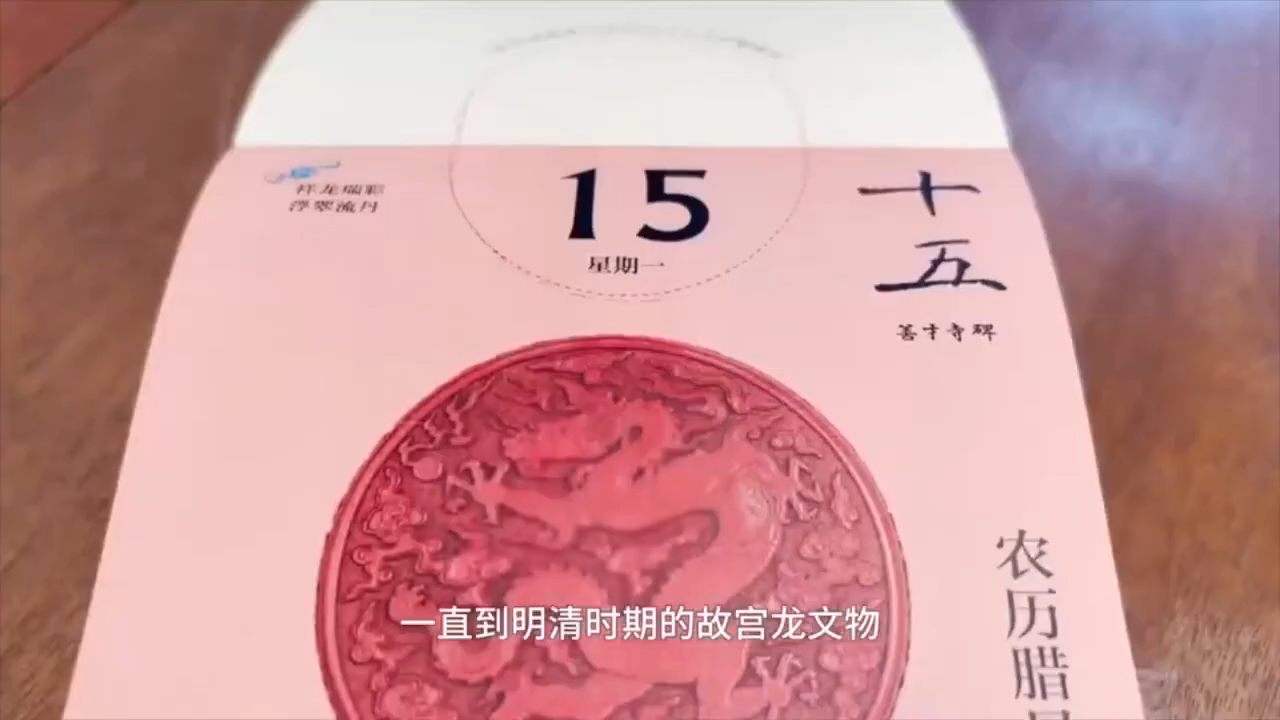 祥龙瑞彩
浮翠流丹
15
星期一
十
五
善才寺碑
农历腊月
一直到明清时期的故宫龙文物